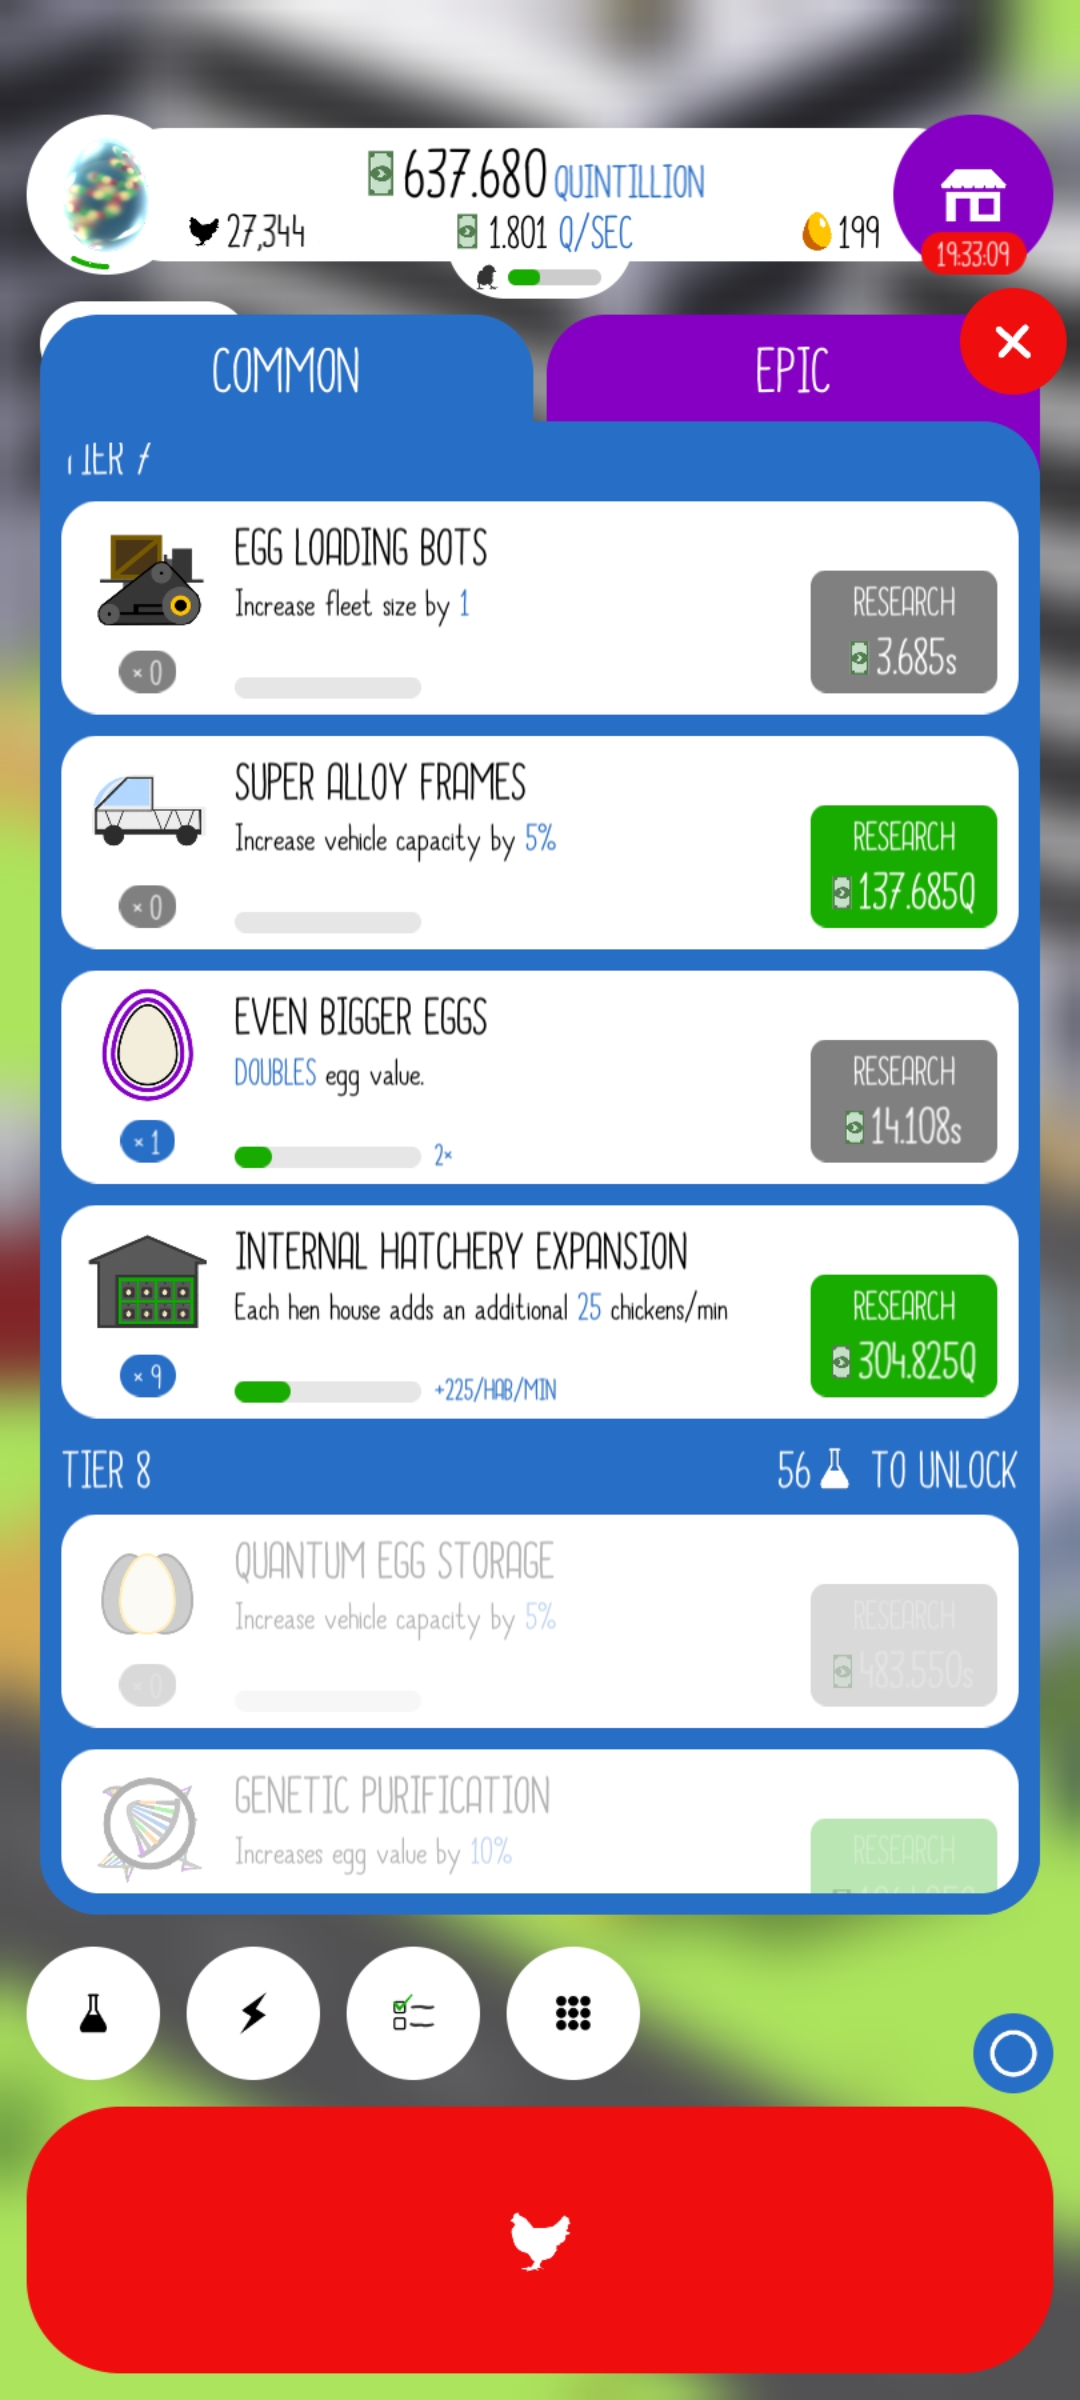 637.680 QUINTILLION
27,344
1.801 Q/SEC
199
19:33:09
COMMON
EPIC
TIER 7
EGG LOADING BOTS
Increase fleet size by 1
RESEARCH
3.685s
× 0
SUPER ALLOY FRAMES
Increase vehicle capacity by 5%
RESEARCH
137.685Q
× 0
EVEN BIGGER EGGS
DOUBLES egg value.
RESEARCH
14.108s
× 1
2×
INTERNAL HATCHERY EXPANSION
Each hen house adds an additional 25 chickens/min
RESEARCH
304.825Q
× 9
+225/HAB/MIN
TIER 8
56 TO UNLOCK
QUANTUM EGG STORAGE
Increase vehicle capacity by 5%
RESEARCH
483.550s
× 0
GENETIC PURIFICATION
Increases egg value by 10%
RESEARCH